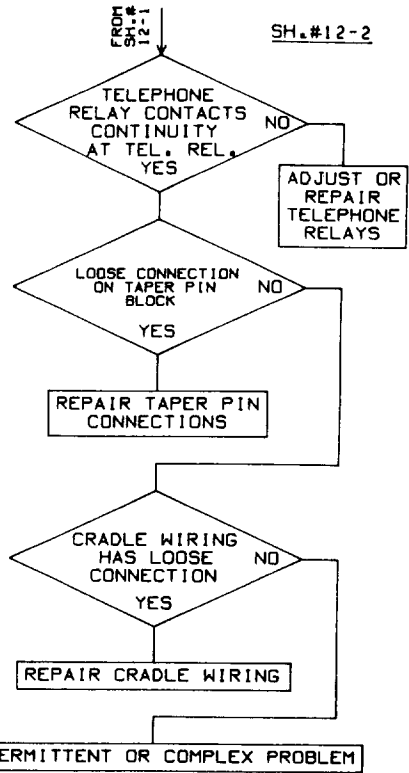 FROM
SH.#
12-1
SH.#12-2
TELEPHONE
RELAY CONTACTS
CONTINUITY
AT TEL. REL.
YES
NO
ADJUST OR
REPAIR
TELEPHONE
RELAYS
LOOSE CONNECTION
ON TAPER PIN
BLOCK
YES
NO
REPAIR TAPER PIN
CONNECTIONS
CRADLE WIRING
HAS LOOSE
CONNECTION
YES
NO
REPAIR CRADLE WIRING
ERMITTENT OR COMPLEX PROBLEM